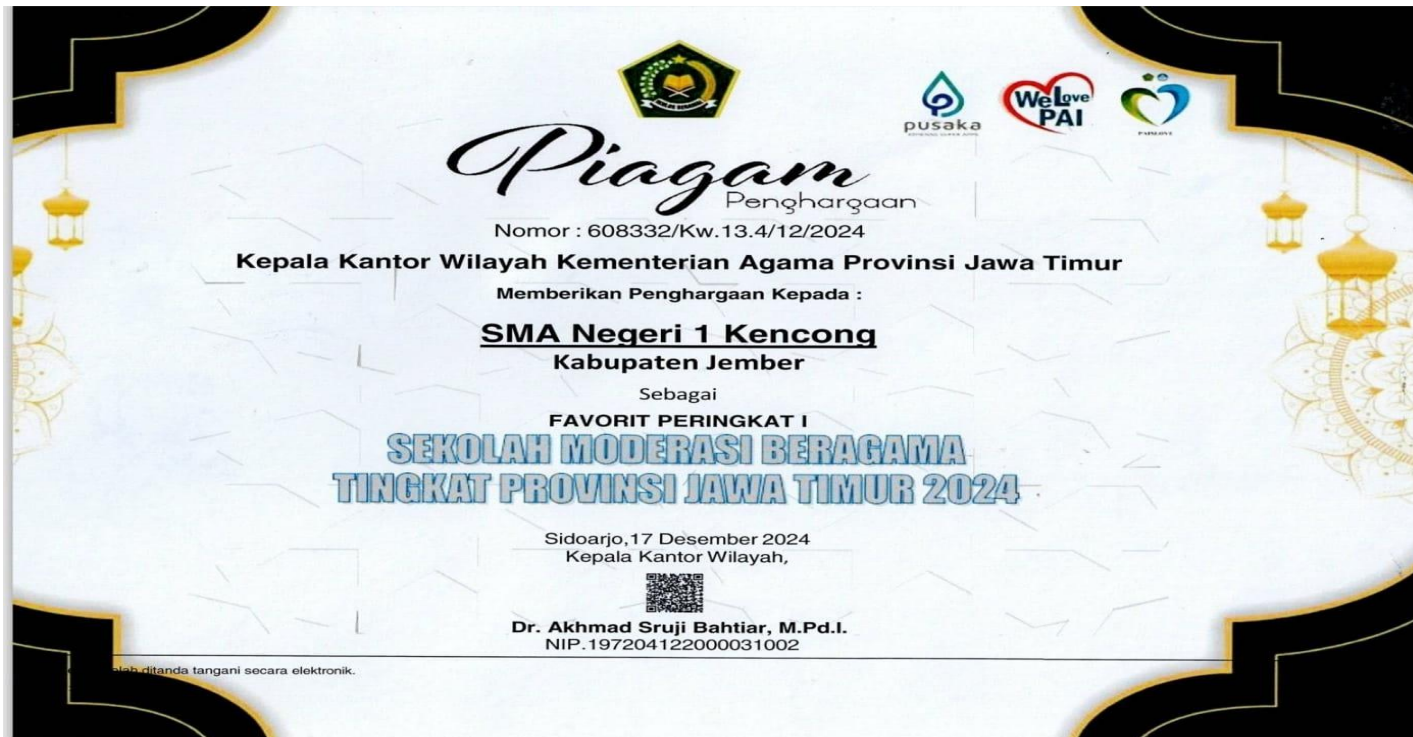 pusaka
WeLove
PAI
Piagam
Penghargaan
Nomor : 608332/Kw.13.4/12/2024
Kepala Kantor Wilayah Kementerian Agama Provinsi Jawa Timur
Memberikan Penghargaan Kepada :
SMA Negeri 1 Kencong
Kabupaten Jember
Sebagai
FAVORIT PERINGKAT I
SEKOLAH MODERASI BERAGAMA
TINGKAT PROVINSI JAWA TIMUR 2024
Sidoarjo,17 Desember 2024
Kepala Kantor Wilayah,
Dr. Akhmad Sruji Bahtiar, M.Pd.I.
NIP.197204122000031002
ditanda tangani secara elektronik.